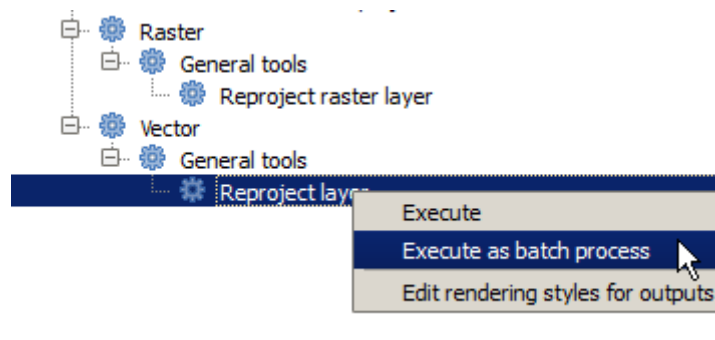 Raster
General tools
Reproject raster layer
Vector
General tools
Reproject layer
Execute
Execute as batch process
Edit rendering styles for outputs